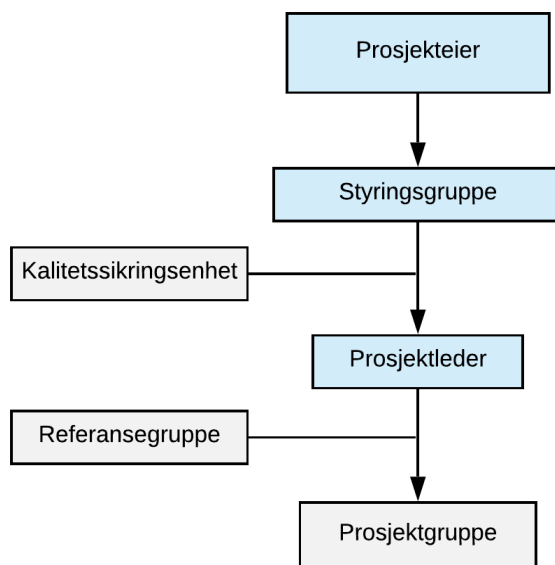 Prosjekteier
Styringsgruppe
Kalitetssikringsenhet
Prosjektleder
Referansegruppe
Prosjektgruppe